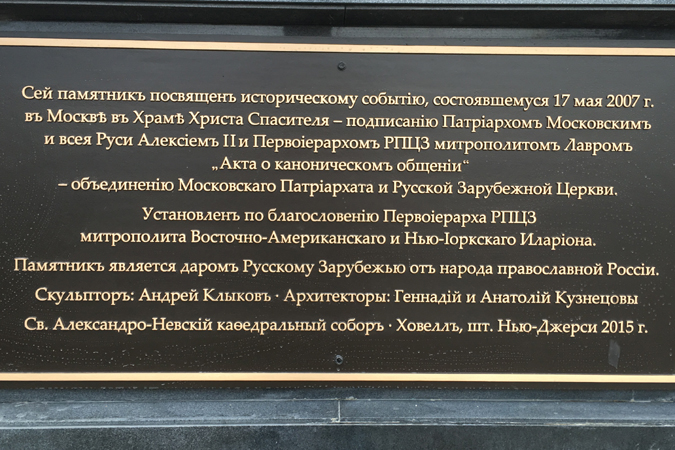 Сей памятникъ посвященъ историческому событію, состоявшемуся 17 мая 2007 г.
въ Москвѣ въ Храмѣ Христа Спасителя – подписанію Патріархомъ Московскимъ
и всея Руси Алексіемъ II и Первоіерархомъ РПЦЗ митрополитомъ Лавромъ
„Акта о каноническомъ общеніи“
– объединенію Московскаго Патріархата и Русской Зарубежной Церкви.
Установленъ по благословенію Первоіерарха РПЦЗ
митрополита Восточно-Американскаго и Нью-Іоркскаго Иларіона.
Памятникъ является даромъ Русскому Зарубежью отъ народа православной Россіи.
Скульпторъ: Андрей Клыковъ · Архитекторы: Геннадій и Анатолій Кузнецовы
Св. Александро-Невскій каѳедральный соборъ · Ховеллъ, шт. Нью-Джерси 2015 г.